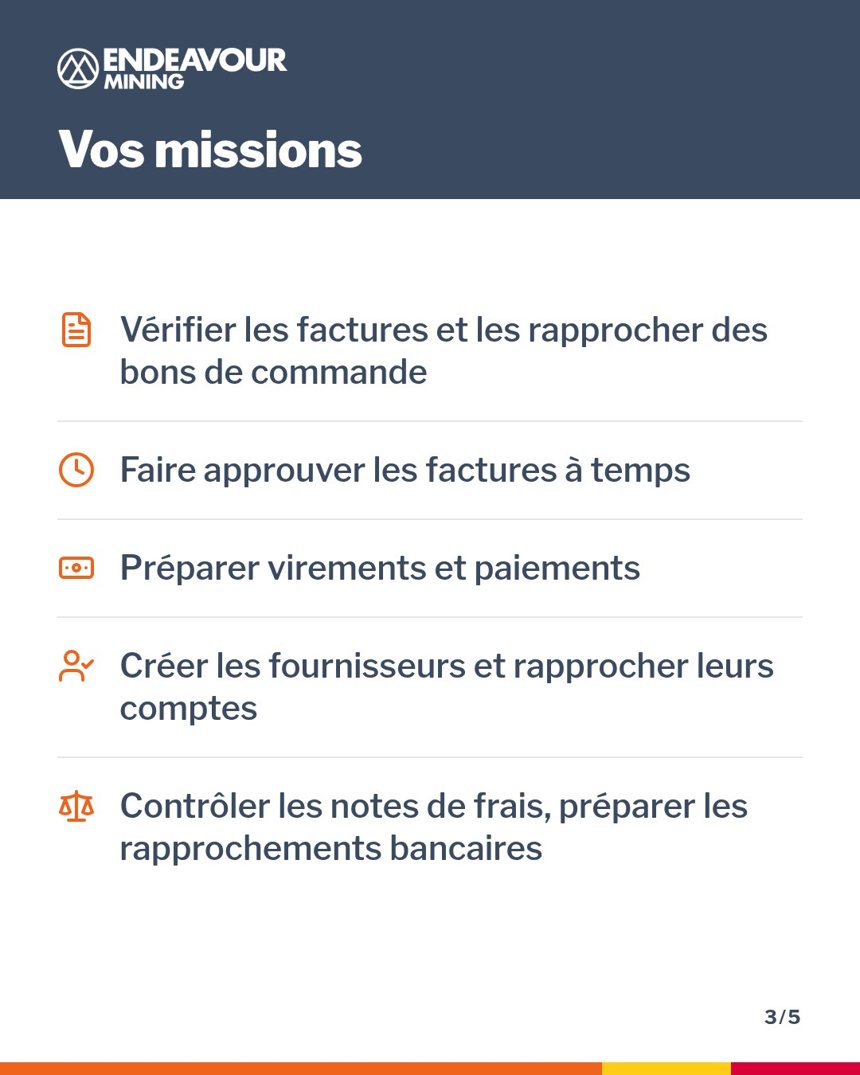 ENDEAVOUR
MINING
Vos missions
Vérifier les factures et les rapprocher des
bons de commande
Faire approuver les factures à temps
Préparer virements et paiements
Créer les fournisseurs et rapprocher leurs
comptes
Contrôler les notes de frais, préparer les
rapprochements bancaires
3/5